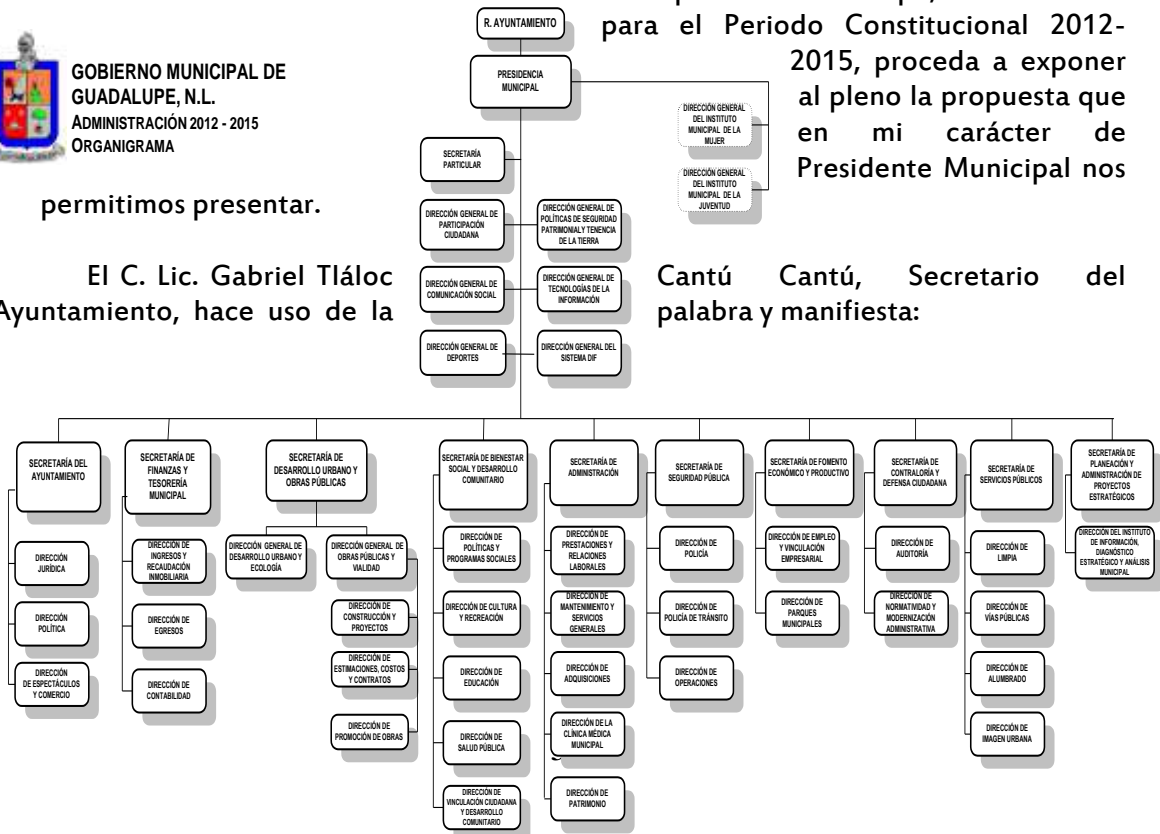 R. AYUNTAMIENTO
para el Periodo Constitucional 2012-
2015, proceda a exponer
al pleno la propuesta que
en mi carácter de
Presidente Municipal nos
permitimos presentar.
GOBIERNO MUNICIPAL DE
GUADALUPE, N.L.
ADMINISTRACIÓN 2012 - 2015
ORGANIGRAMA
PRESIDENCIA
MUNICIPAL
DIRECCIÓN GENERAL
DEL INSTITUTO
MUNICIPAL DE LA
MUJER
DIRECCIÓN GENERAL
DEL INSTITUTO
MUNICIPAL DE LA
JUVENTUD
SECRETARÍA
PARTICULAR
DIRECCIÓN GENERAL DE
PARTICIPACIÓN
CIUDADANA
DIRECCIÓN GENERAL DE
POLÍTICAS DE SEGURIDAD
PATRIMONIAL Y TENENCIA
DE LA TIERRA
El C. Lic. Gabriel Tláloc Cantú Cantú, Secretario del
Ayuntamiento, hace uso de la palabra y manifiesta:
DIRECCIÓN GENERAL DE
COMUNICACIÓN SOCIAL
DIRECCIÓN GENERAL DE
TECNOLOGÍAS DE LA
INFORMACIÓN
DIRECCIÓN GENERAL DE
DEPORTES
DIRECCIÓN GENERAL DEL
SISTEMA DIF
SECRETARÍA DEL
AYUNTAMIENTO
DIRECCIÓN
JURÍDICA
DIRECCIÓN
POLÍTICA
DIRECCIÓN
DE ESPECTÁCULOS
Y COMERCIO
SECRETARÍA DE
FINANZAS Y
TESORERÍA
MUNICIPAL
DIRECCIÓN DE
INGRESOS Y
RECAUDACIÓN
INMOBILIARIA
DIRECCIÓN DE
EGRESOS
DIRECCIÓN DE
CONTABILIDAD
SECRETARÍA DE
DESARROLLO URBANO Y
OBRAS PÚBLICAS
DIRECCIÓN GENERAL DE
DESARROLLO URBANO Y
ECOLOGÍA
DIRECCIÓN GENERAL DE
OBRAS PÚBLICAS Y
VIALIDAD
DIRECCIÓN DE
CONSTRUCCIÓN Y
PROYECTOS
DIRECCIÓN DE
ESTIMACIONES, COSTOS
Y CONTRATOS
DIRECCIÓN DE
PROMOCIÓN DE OBRAS
SECRETARÍA DE BIENESTAR
SOCIAL Y DESARROLLO
COMUNITARIO
DIRECCIÓN DE
POLÍTICAS Y
PROGRAMAS SOCIALES
DIRECCIÓN DE CULTURA
Y RECREACIÓN
DIRECCIÓN DE
EDUCACIÓN
DIRECCIÓN DE
SALUD PÚBLICA
DIRECCIÓN DE
VINCULACIÓN CIUDADANA
Y DESARROLLO
COMUNITARIO
SECRETARÍA DE
ADMINISTRACIÓN
DIRECCIÓN DE
PRESTACIONES Y
RELACIONES
LABORALES
DIRECCIÓN DE
MANTENIMIENTO Y
SERVICIOS
GENERALES
DIRECCIÓN DE
ADQUISICIONES
DIRECCIÓN DE LA
CLÍNICA MÉDICA
MUNICIPAL
DIRECCIÓN DE
PATRIMONIO
SECRETARÍA DE
SEGURIDAD PÚBLICA
DIRECCIÓN DE
POLICÍA
DIRECCIÓN DE
POLICÍA DE TRÁNSITO
DIRECCIÓN DE
OPERACIONES
SECRETARÍA DE FOMENTO
ECONÓMICO Y PRODUCTIVO
DIRECCIÓN DE EMPLEO
Y VINCULACIÓN
EMPRESARIAL
DIRECCIÓN DE
PARQUES
MUNICIPALES
SECRETARÍA DE
CONTRALORÍA Y
DEFENSA CIUDADANA
DIRECCIÓN DE
AUDITORÍA
DIRECCIÓN DE
NORMATIVIDAD Y
MODERNIZACIÓN
ADMINISTRATIVA
SECRETARÍA DE
SERVICIOS PÚBLICOS
DIRECCIÓN DE
LIMPIA
DIRECCIÓN DE
VÍAS PÚBLICAS
DIRECCIÓN DE
ALUMBRADO
DIRECCIÓN DE
IMAGEN URBANA
SECRETARÍA DE
PLANEACIÓN Y
ADMINISTRACIÓN DE
PROYECTOS
ESTRATÉGICOS
DIRECCIÓN DEL INSTITUTO
DE INFORMACIÓN,
DIAGNÓSTICO
ESTRATÉGICO Y ANÁLISIS
MUNICIPAL